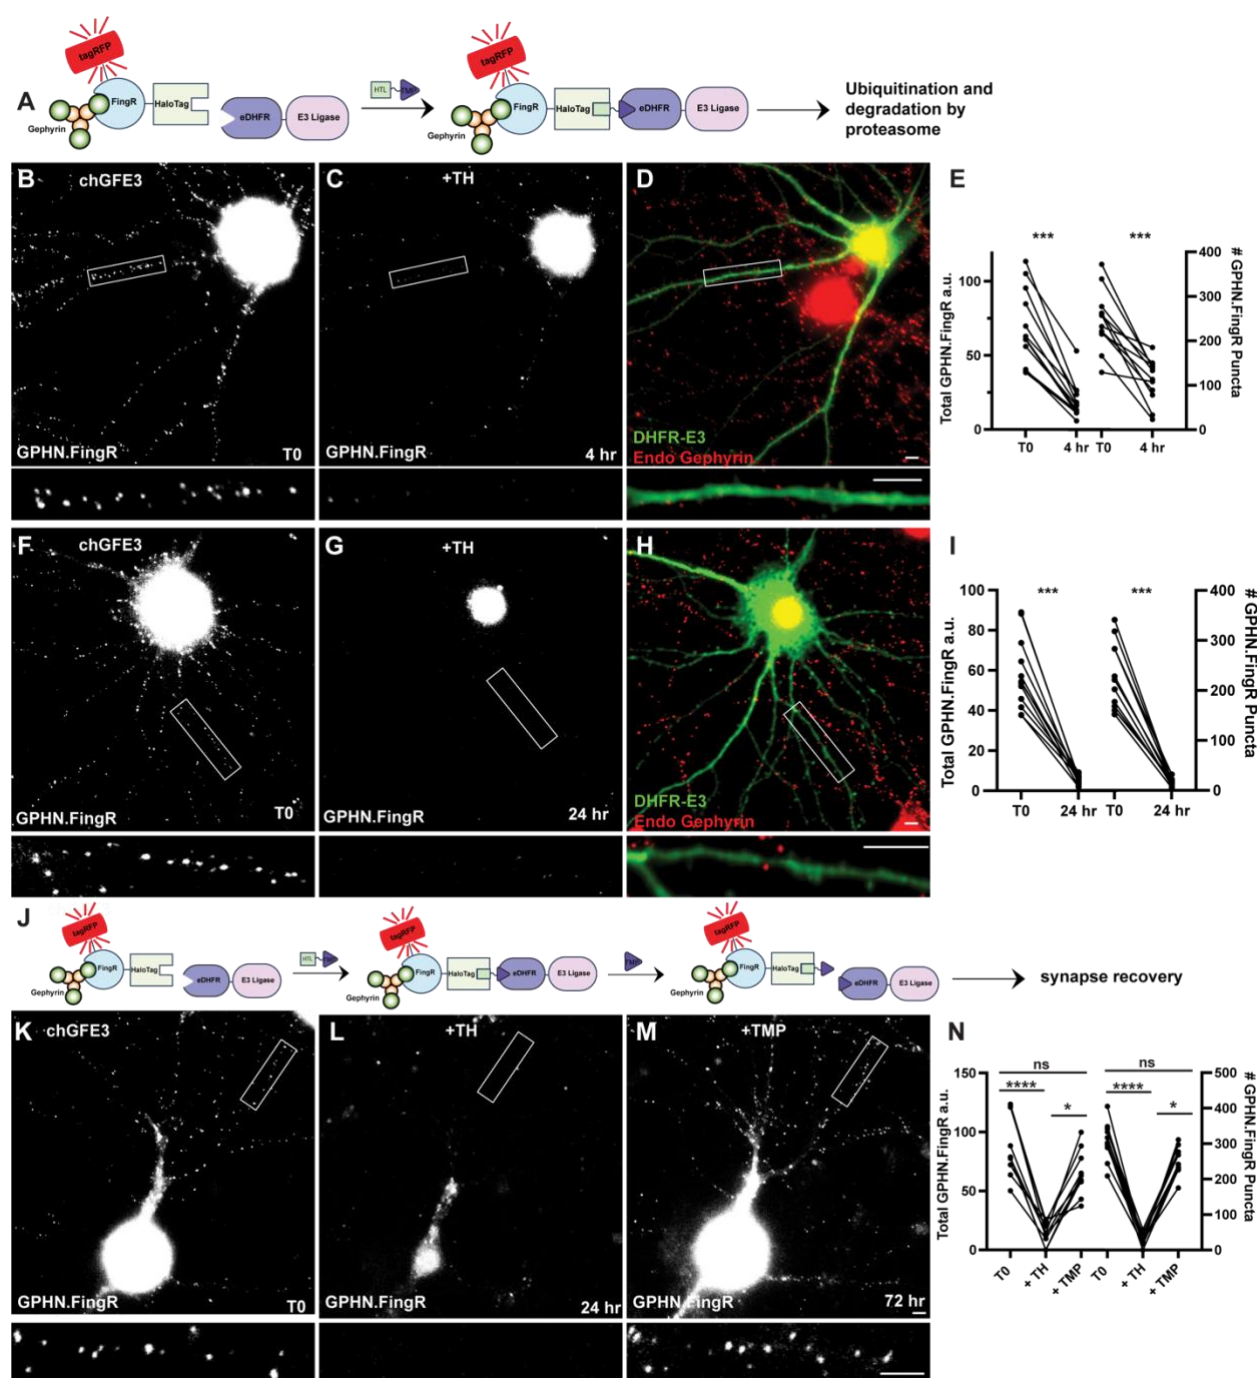 A
tagRFP
FingR
HaloTag
eDHFR
E3 Ligase
Gephyrin
HTL
TMP
tagRFP
FingR
HaloTag
eDHFR
E3 Ligase
Gephyrin
Ubiquitination and
degradation by
proteasome
B
chGFE3
GPHN.FingR
T0
C
+TH
GPHN.FingR
4 hr
D
DHFR-E3
Endo Gephyrin
E
***
***
Total GPHN.FingR a.u.
100
50
0
T0
4 hr
T0
4 hr
400
300
200
100
0
# GPHN.FingR Puncta
F
chGFE3
GPHN.FingR
T0
G
+TH
GPHN.FingR
24 hr
H
DHFR-E3
Endo Gephyrin
I
***
***
Total GPHN.FingR a.u.
100
80
60
40
20
0
T0
24 hr
T0
24 hr
400
300
200
100
0
# GPHN.FingR Puncta
J
tagRFP
FingR
HaloTag
eDHFR
E3 Ligase
Gephyrin
HTL
TMP
tagRFP
FingR
HaloTag
eDHFR
E3 Ligase
Gephyrin
TMP
tagRFP
FingR
HaloTag
eDHFR
E3 Ligase
Gephyrin
synapse recovery
K
chGFE3
GPHN.FingR
T0
L
+TH
GPHN.FingR
24 hr
M
+TMP
GPHN.FingR
72 hr
N
ns
ns
****
****
*
*
Total GPHN.FingR a.u.
150
100
50
0
T0
+ TH
+ TMP
T0
+ TH
+ TMP
500
400
300
200
100
0
# GPHN.FingR Puncta